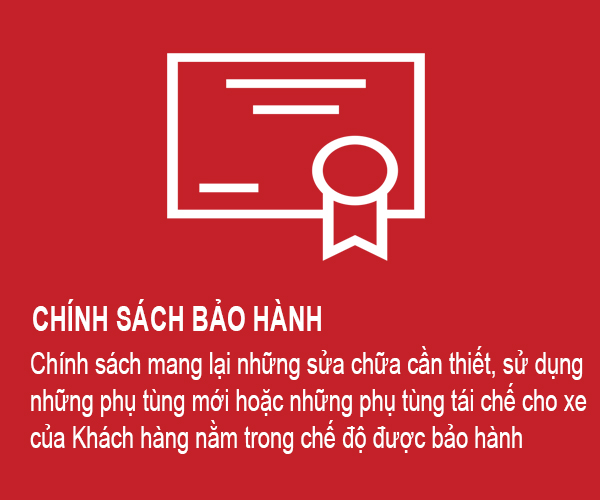 CHÍNH SÁCH BẢO HÀNH
Chính sách mang lại những sửa chữa cần thiết, sử dụng
những phụ tùng mới hoặc những phụ tùng tái chế cho xe
của Khách hàng nằm trong chế độ được bảo hành